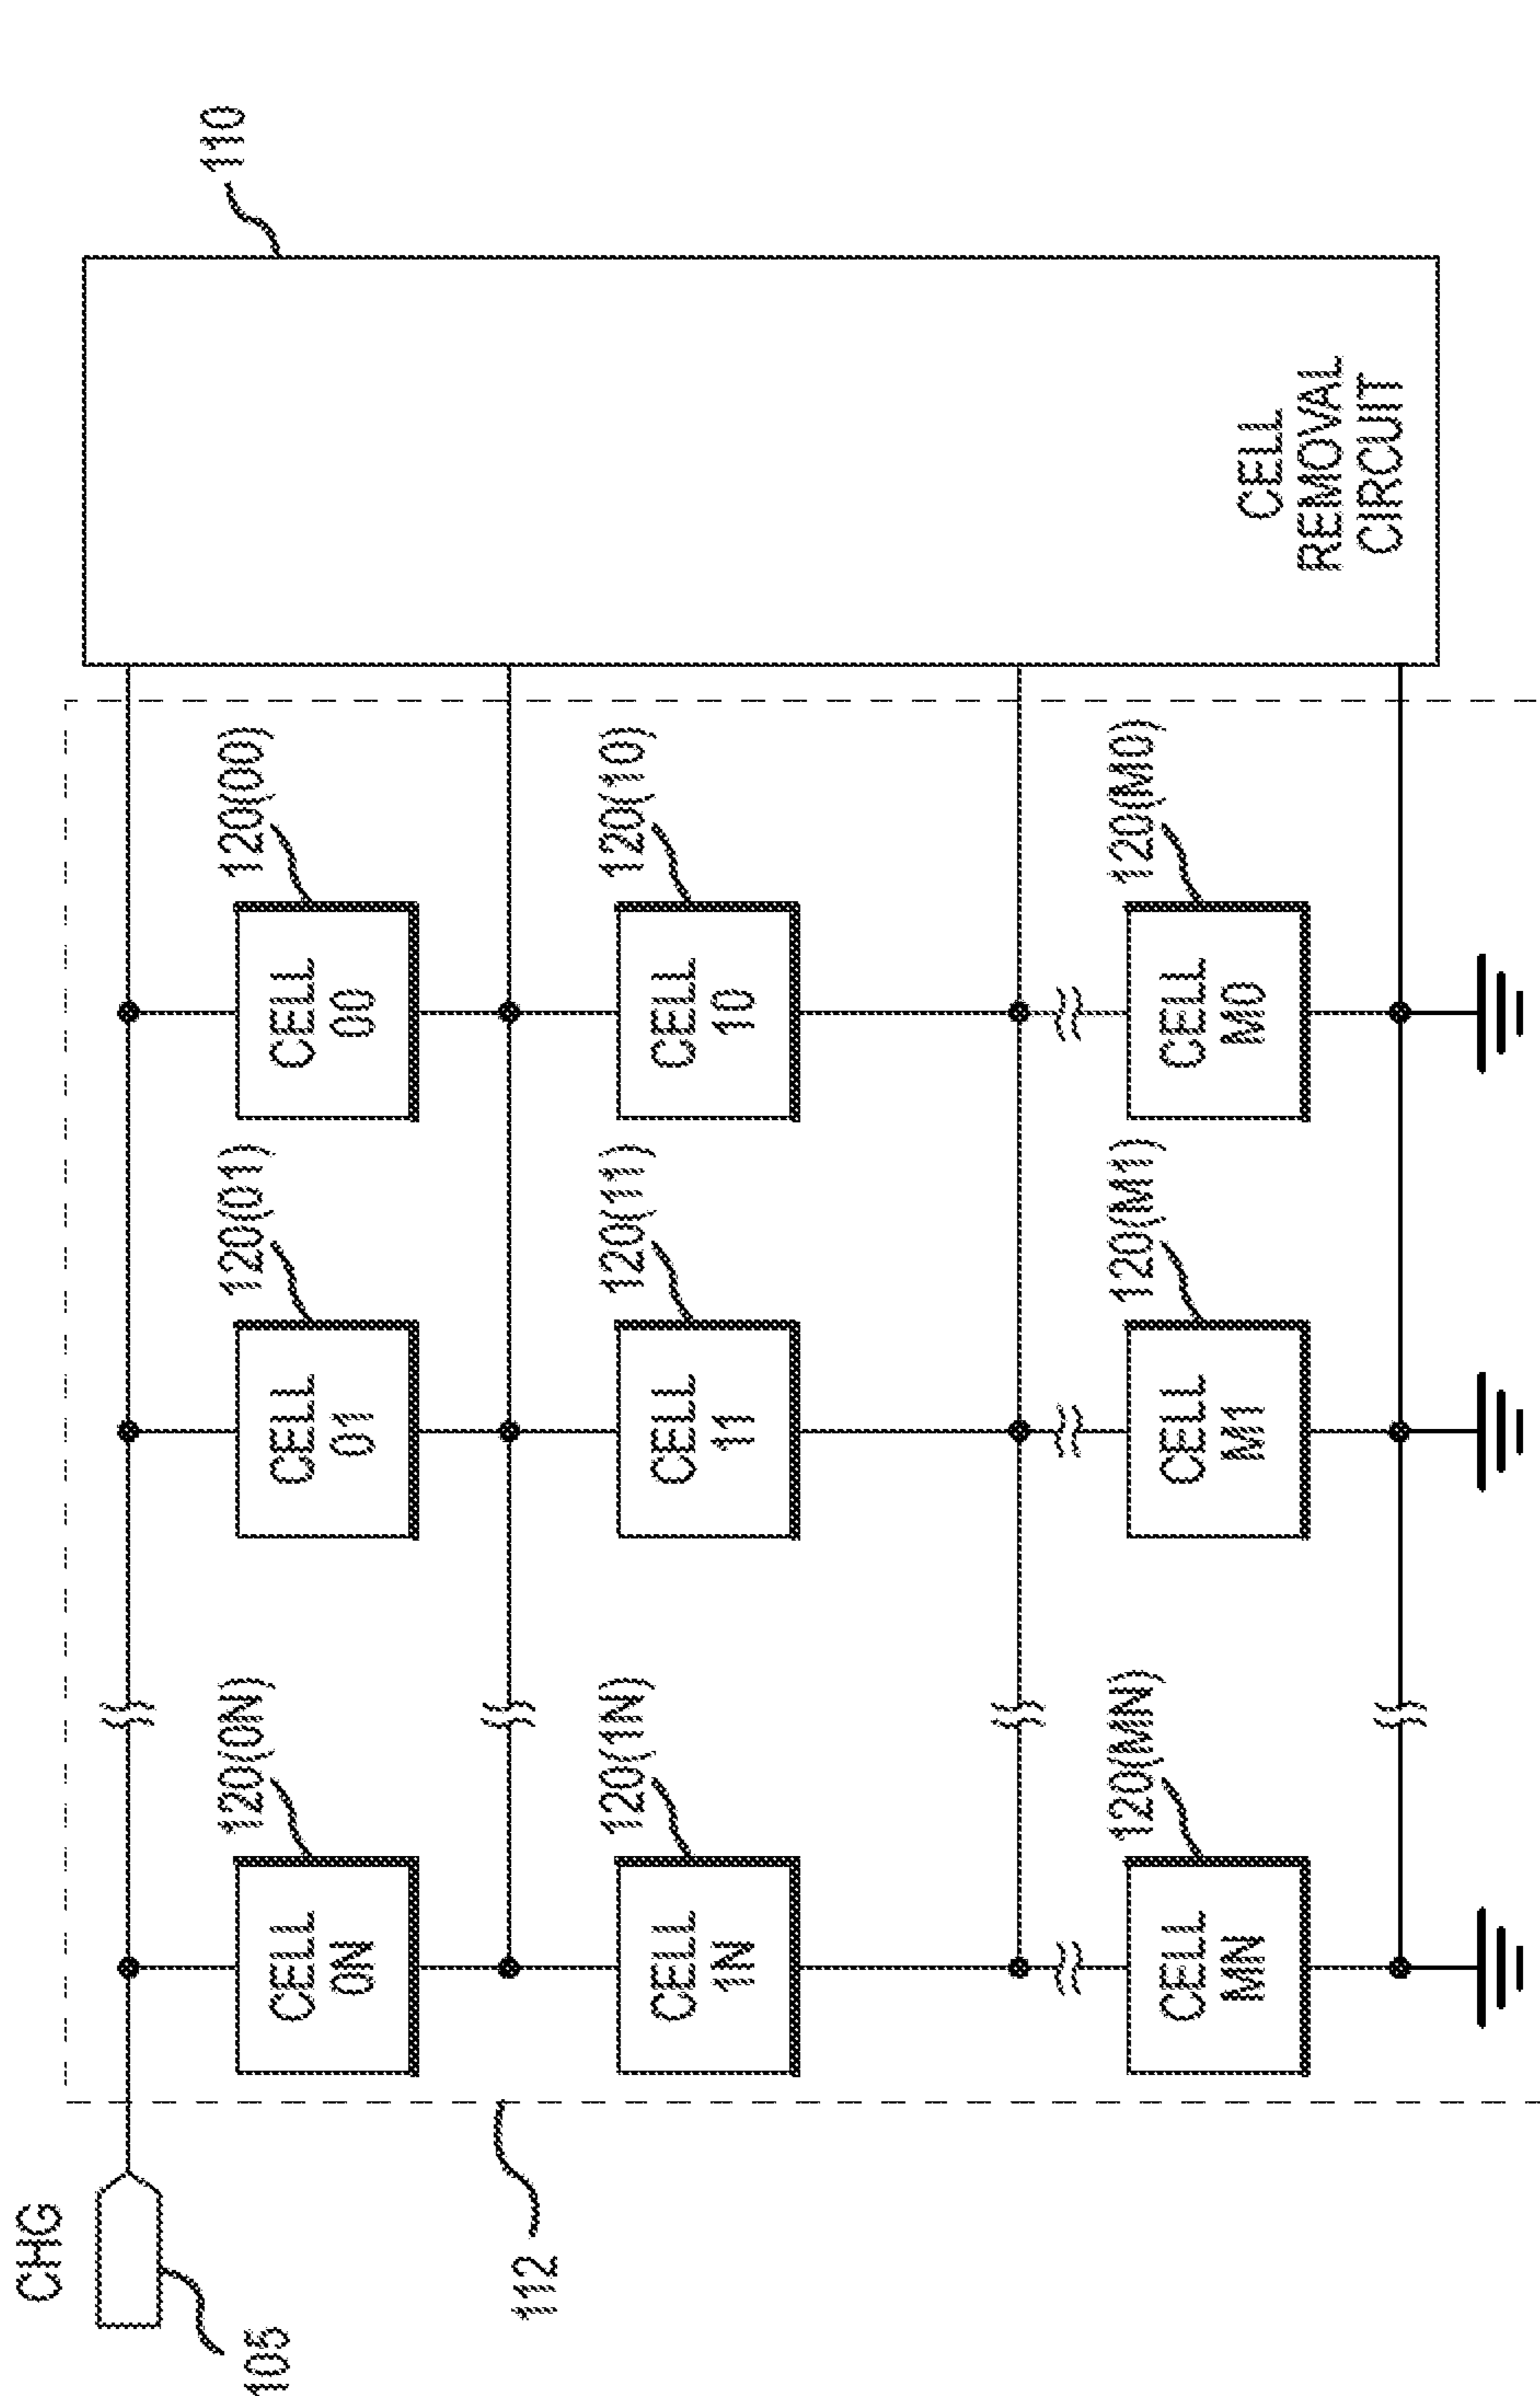 CHG
105
112
120(0N)
120(01)
120(00)
110
CELL
0N
CELL
01
CELL
00
120(1N)
120(11)
120(10)
CELL
1N
CELL
11
CELL
10
120(MN)
120(M1)
120(M0)
CELL
MN
CELL
M1
CELL
M0
CELL
REMOVAL
CIRCUIT